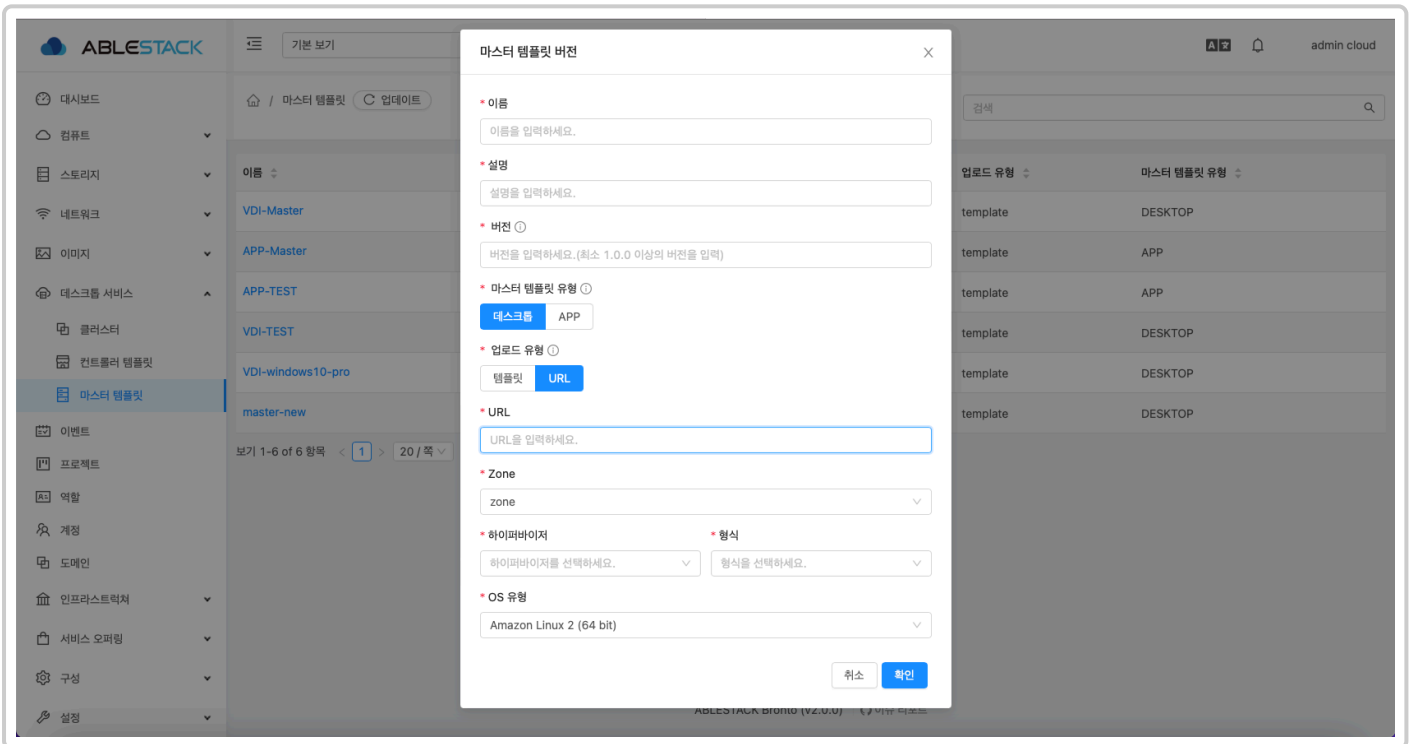 ABLESTACK
기본 보기
admin cloud
대시보드
컴퓨트
스토리지
네트워크
이미지
데스크톱 서비스
클러스터
컨트롤러 템플릿
마스터 템플릿
이벤트
프로젝트
역할
계정
도메인
인프라스트럭쳐
서비스 오퍼링
구성
설정
/ 마스터 템플릿 업데이트
검색
이름 업로드 유형 마스터 템플릿 유형
VDI-Master template DESKTOP
APP-Master template APP
APP-TEST template APP
VDI-TEST template DESKTOP
VDI-windows10-pro template DESKTOP
master-new template DESKTOP
보기 1-6 of 6 항목 < 1 > 20 / 쪽
마스터 템플릿 버전
* 이름
이름을 입력하세요.
* 설명
설명을 입력하세요.
* 버전
버전을 입력하세요.(최소 1.0.0 이상의 버전을 입력)
* 마스터 템플릿 유형
데스크톱 APP
* 업로드 유형
템플릿 URL
* URL
URL을 입력하세요.
* Zone
zone
* 하이퍼바이저 * 형식
하이퍼바이저를 선택하세요. 형식을 선택하세요.
* OS 유형
Amazon Linux 2 (64 bit)
취소 확인
ABLESTACK Bronto (v2.0.0) 이슈 리포트